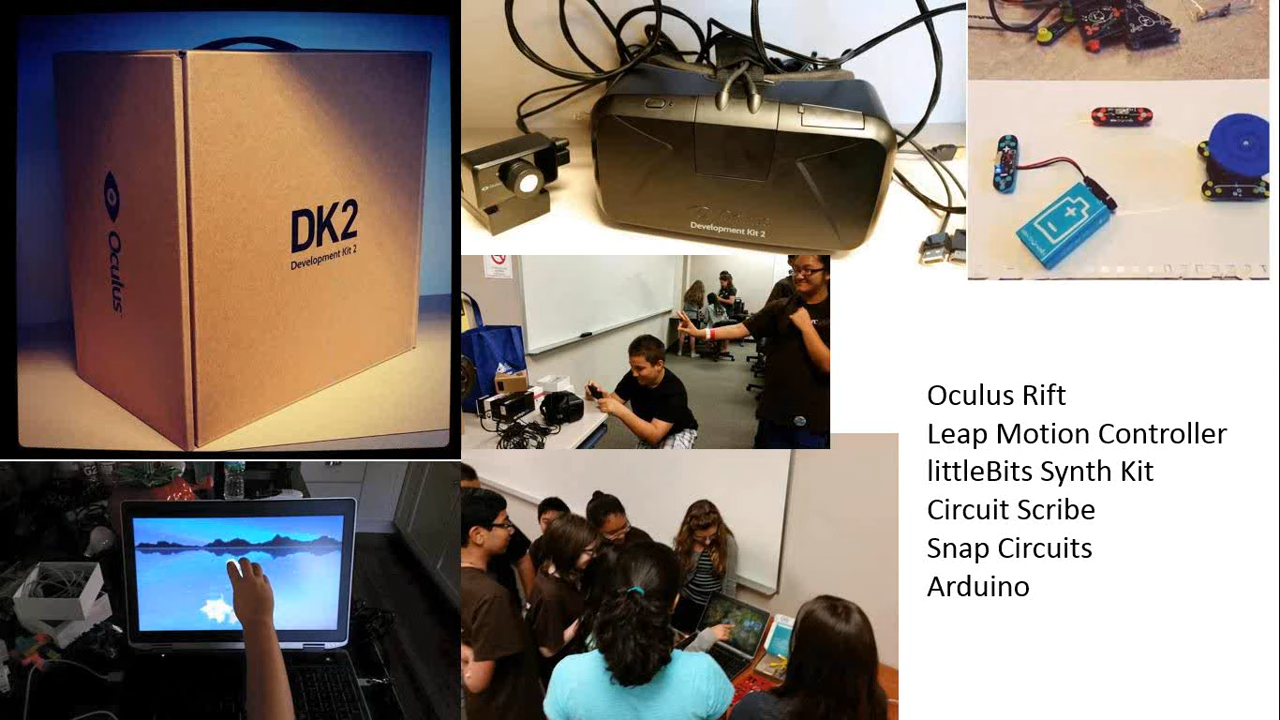 Oculus
DK2
Development Kit 2
Development Kit 2
Oculus Rift
Leap Motion Controller
littleBits Synth Kit
Circuit Scribe
Snap Circuits
Arduino